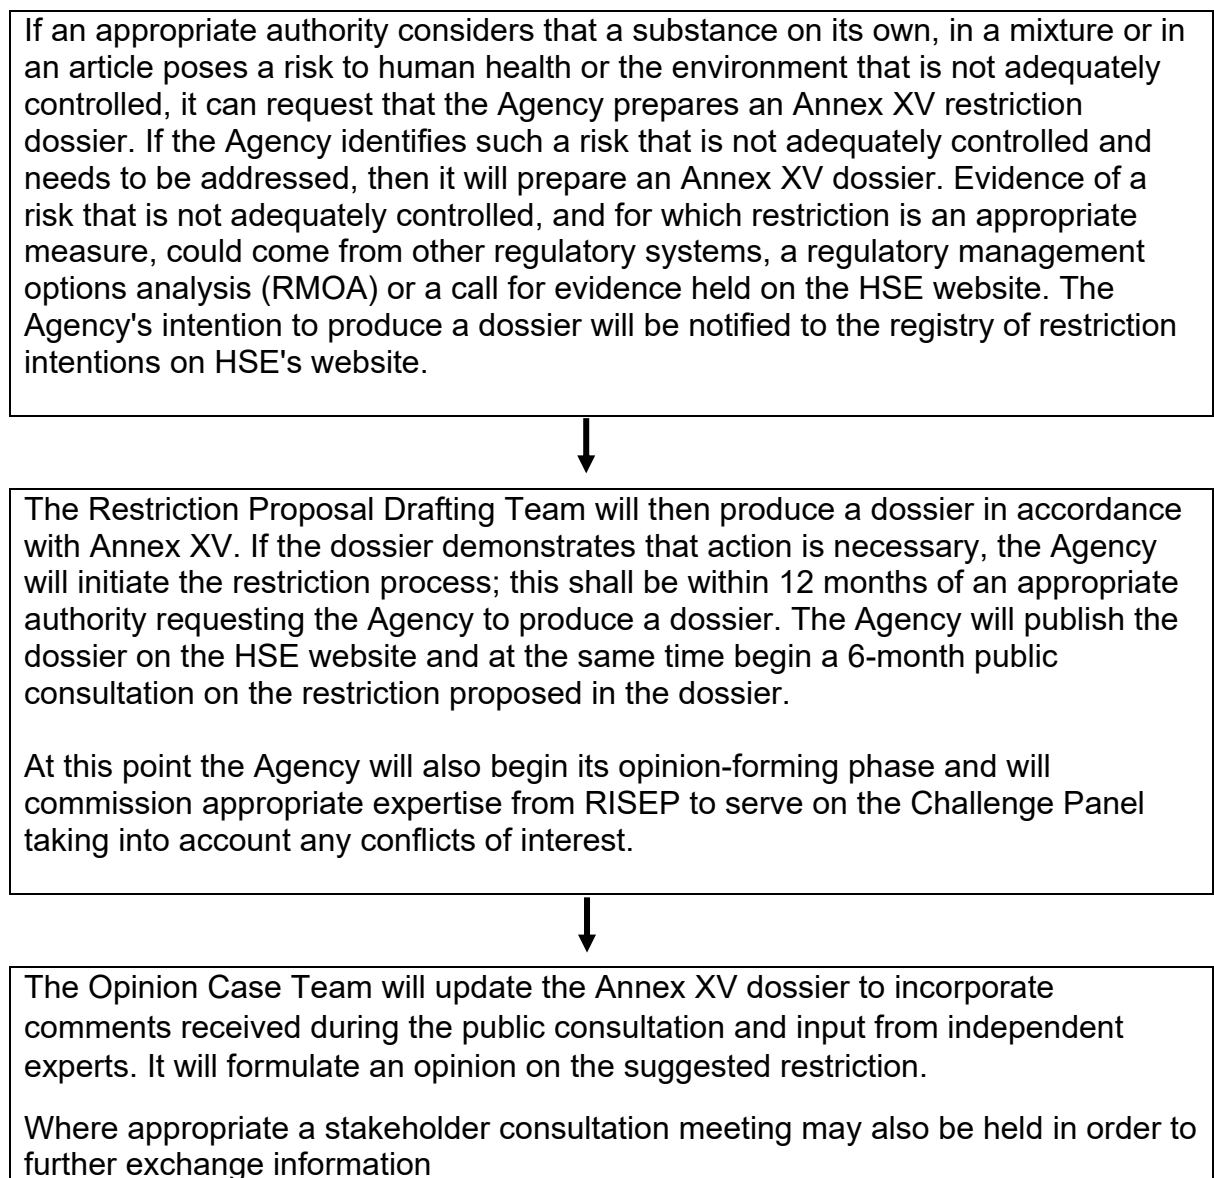 If an appropriate authority considers that a substance on its own, in a mixture or in
an article poses a risk to human health or the environment that is not adequately
controlled, it can request that the Agency prepares an Annex XV restriction
dossier. If the Agency identifies such a risk that is not adequately controlled and
needs to be addressed, then it will prepare an Annex XV dossier. Evidence of a
risk that is not adequately controlled, and for which restriction is an appropriate
measure, could come from other regulatory systems, a regulatory management
options analysis (RMOA) or a call for evidence held on the HSE website. The
Agency's intention to produce a dossier will be notified to the registry of restriction
intentions on HSE's website.
The Restriction Proposal Drafting Team will then produce a dossier in accordance
with Annex XV. If the dossier demonstrates that action is necessary, the Agency
will initiate the restriction process; this shall be within 12 months of an appropriate
authority requesting the Agency to produce a dossier. The Agency will publish the
dossier on the HSE website and at the same time begin a 6-month public
consultation on the restriction proposed in the dossier.
At this point the Agency will also begin its opinion-forming phase and will
commission appropriate expertise from RISEP to serve on the Challenge Panel
taking into account any conflicts of interest.
The Opinion Case Team will update the Annex XV dossier to incorporate
comments received during the public consultation and input from independent
experts. It will formulate an opinion on the suggested restriction.
Where appropriate a stakeholder consultation meeting may also be held in order to
further exchange information